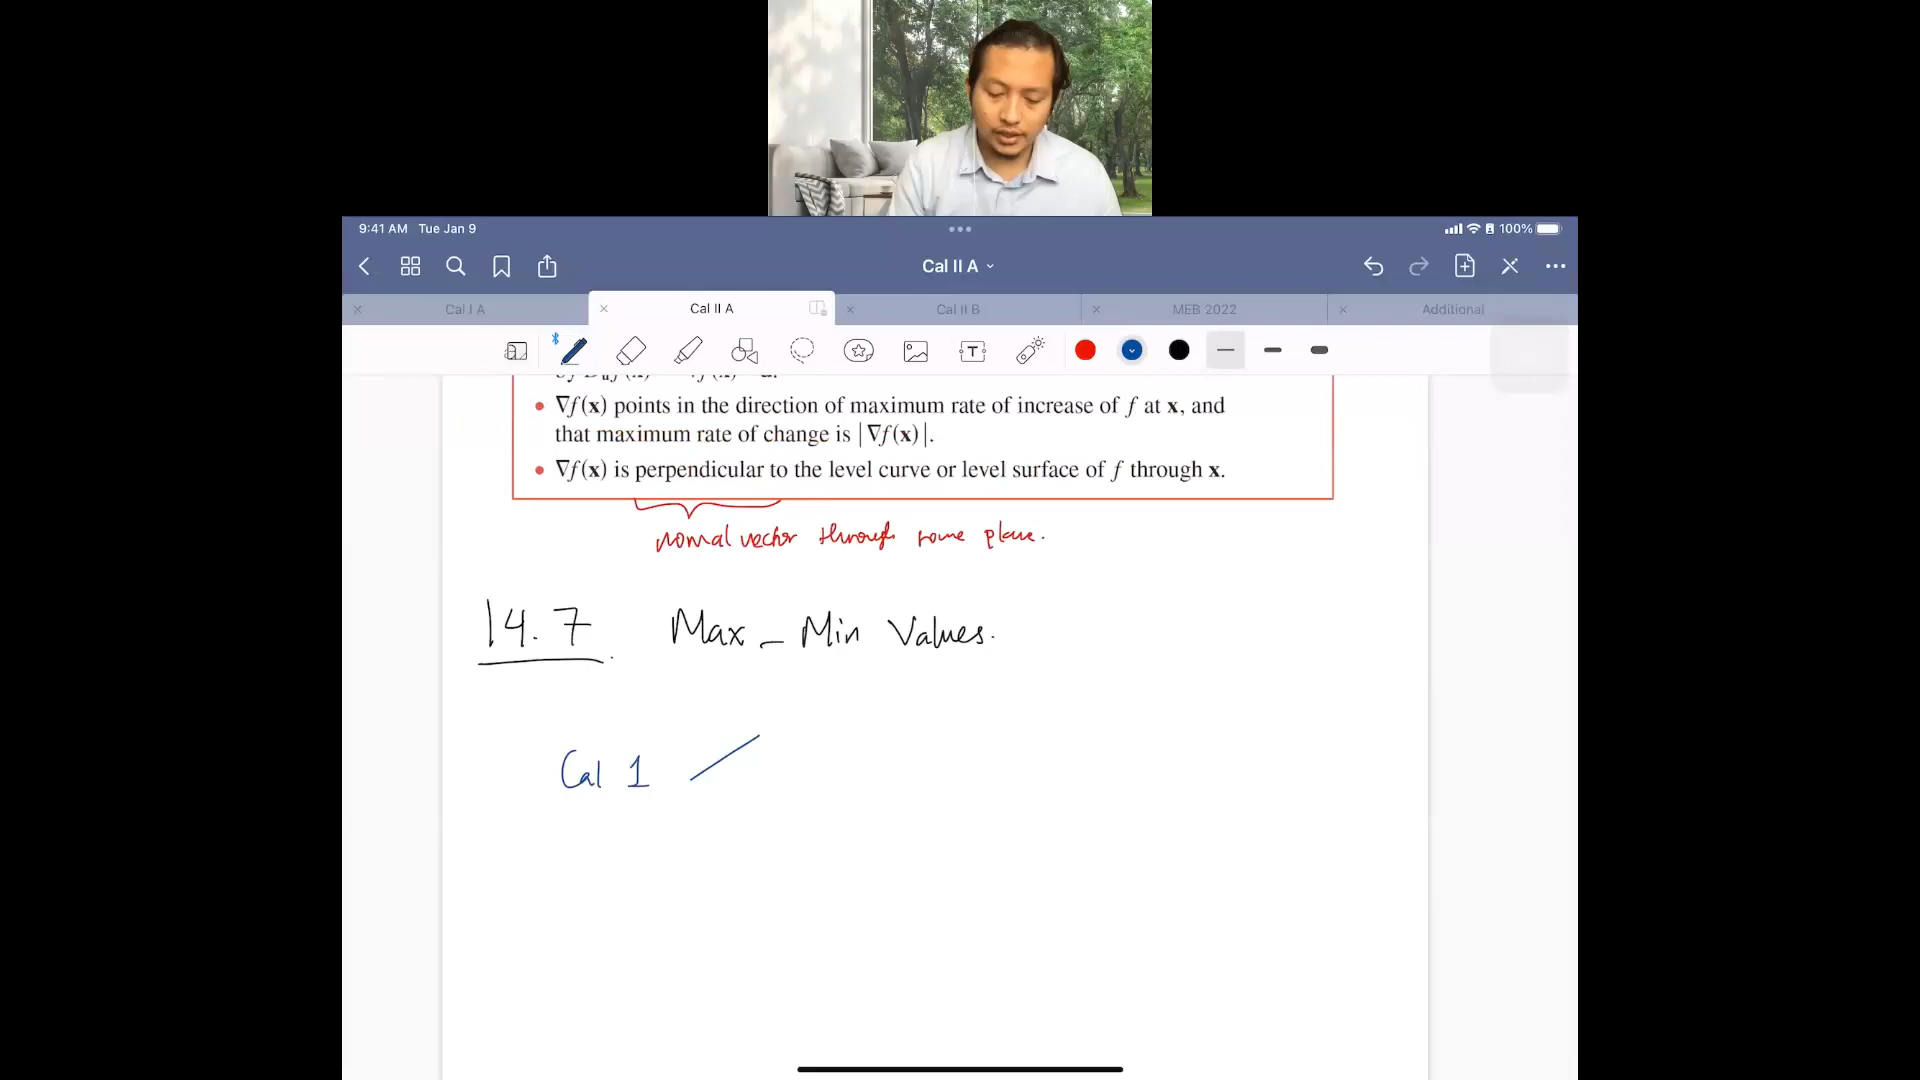 9:41 AM Tue Jan 9
100%
Cal II A
Cal I A
Cal II A
Cal II B
MEB 2022
Additional
T
• ∇f(x) points in the direction of maximum rate of increase of f at x, and
that maximum rate of change is |∇f(x)|.
• ∇f(x) is perpendicular to the level curve or level surface of f through x.
normal vector through some plane.
14.7 Max - Min Values.
Cal 1